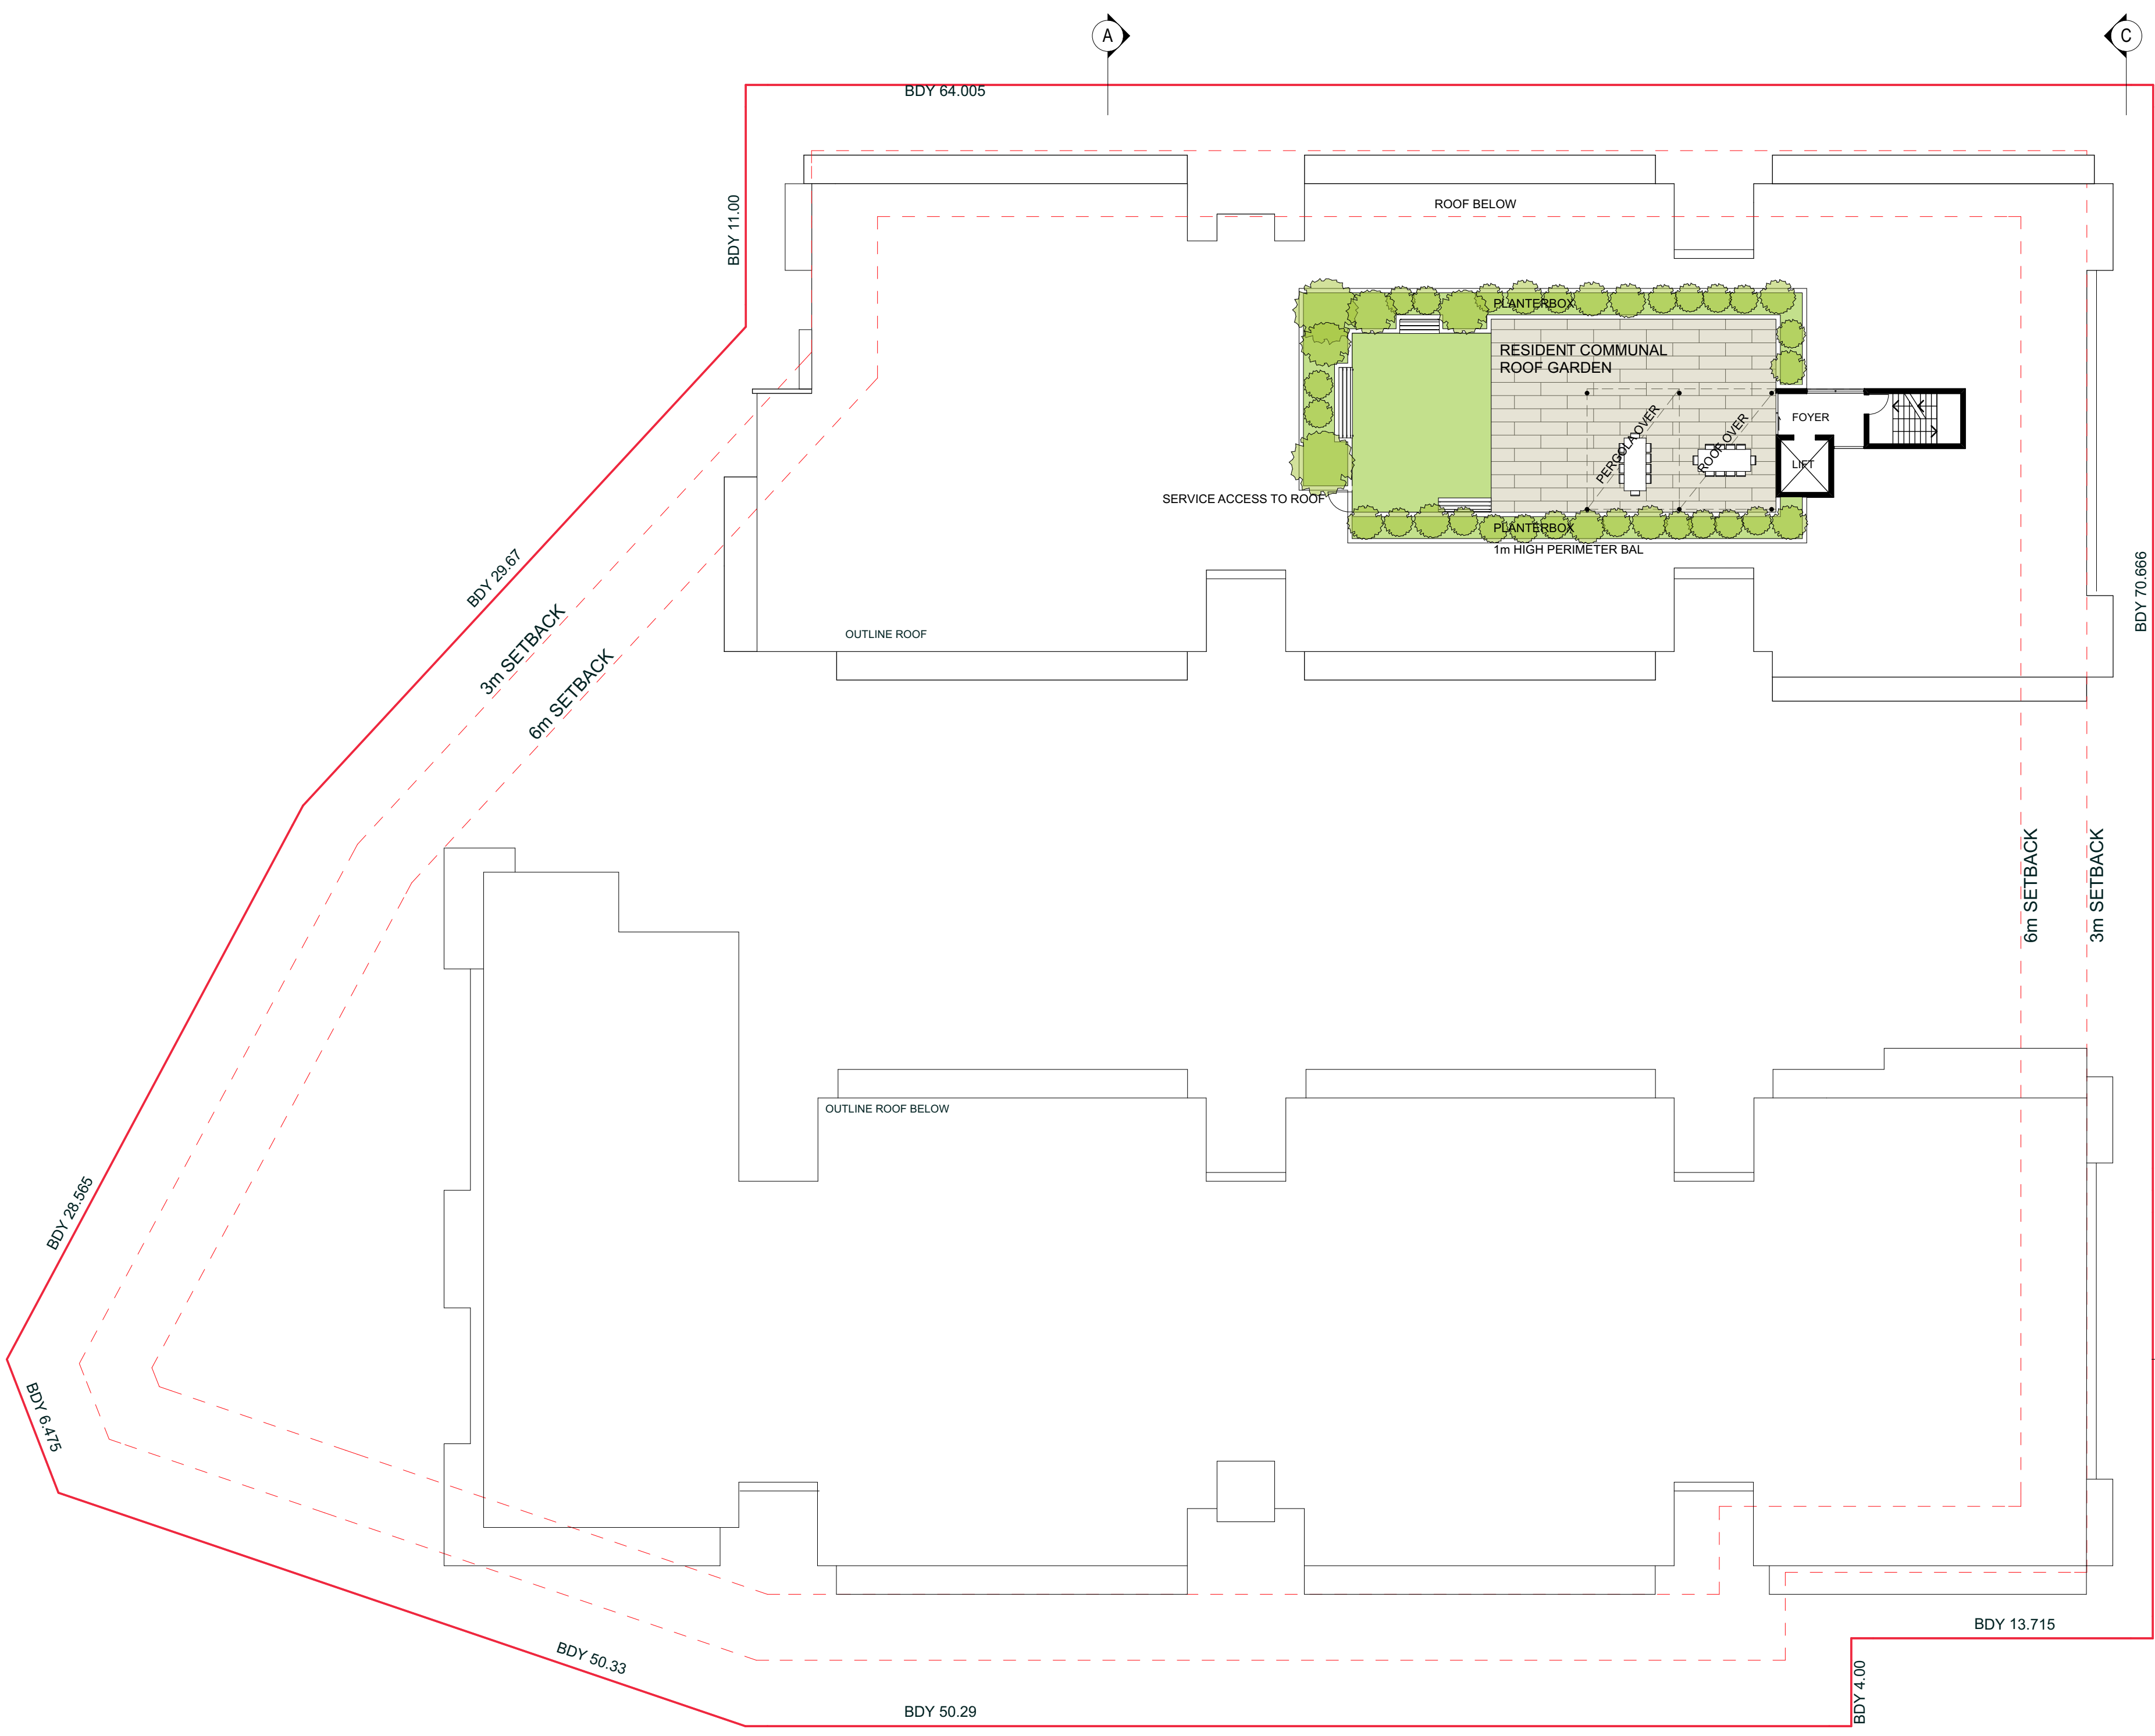 A
C
BDY 64.005
BDY 11.00
ROOF BELOW
PLANTERBOX
RESIDENT COMMUNAL
ROOF GARDEN
PERGOLA OVER
ROOF OVER
FOYER
LIFT
SERVICE ACCESS TO ROOF
PLANTERBOX
1m HIGH PERIMETER BAL
BDY 29.67
BDY 70.666
3m SETBACK
6m SETBACK
OUTLINE ROOF
6m SETBACK
3m SETBACK
OUTLINE ROOF BELOW
BDY 28.565
BDY 6.475
BDY 50.33
BDY 50.29
BDY 13.715
BDY 4.00